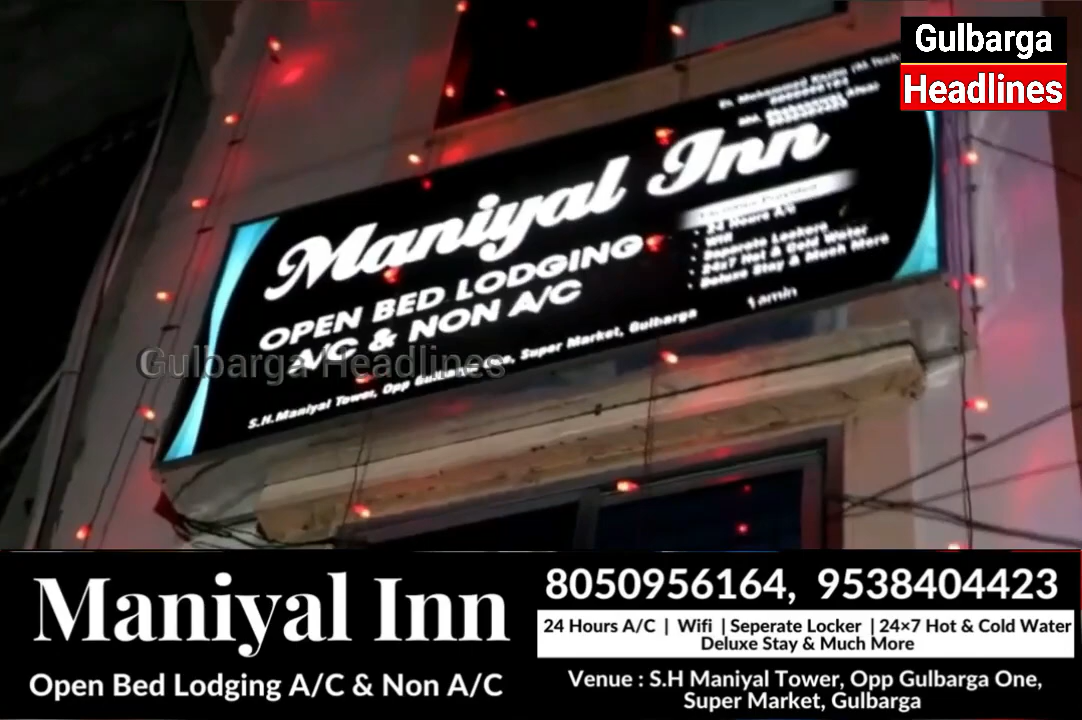 Gulbarga
Headlines
Maniyal Inn
OPEN BED LODGING
A/C & NON A/C
S.H.Maniyal Tower, Opp Gulbarga One, Super Market, Gulbarga
24 Hours A/C
Wifi
Separate Lockers
24x7 Hot & Cold Water
Deluxe Stay & Much More
Gulbarga Headlines
Maniyal Inn
Open Bed Lodging A/C & Non A/C
8050956164, 9538404423
24 Hours A/C | Wifi | Seperate Locker | 24×7 Hot & Cold Water
Deluxe Stay & Much More
Venue : S.H Maniyal Tower, Opp Gulbarga One,
Super Market, Gulbarga